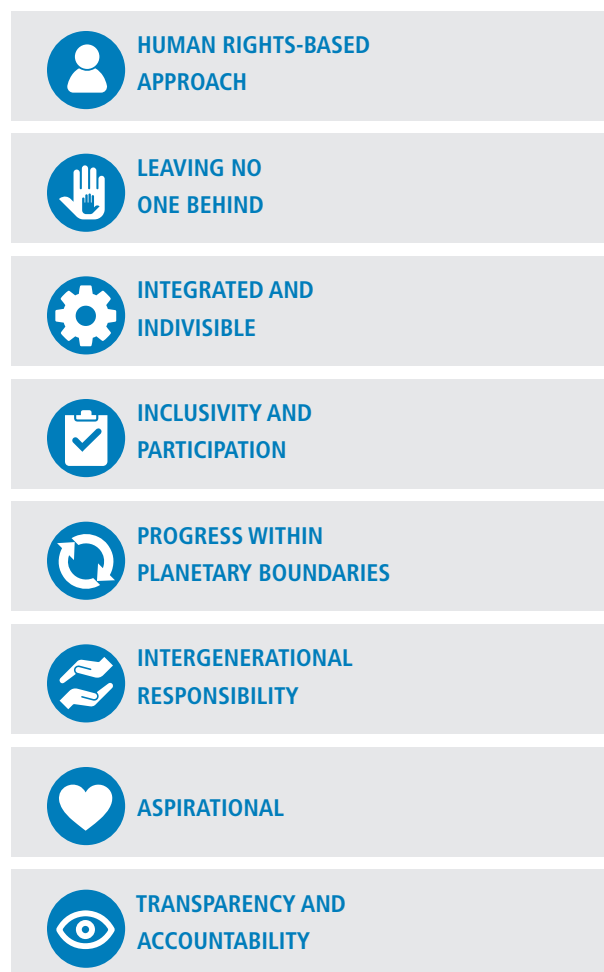 HUMAN RIGHTS-BASED
APPROACH
LEAVING NO
ONE BEHIND
INTEGRATED AND
INDIVISIBLE
INCLUSIVITY AND
PARTICIPATION
PROGRESS WITHIN
PLANETARY BOUNDARIES
INTERGENERATIONAL
RESPONSIBILITY
ASPIRATIONAL
TRANSPARENCY AND
ACCOUNTABILITY